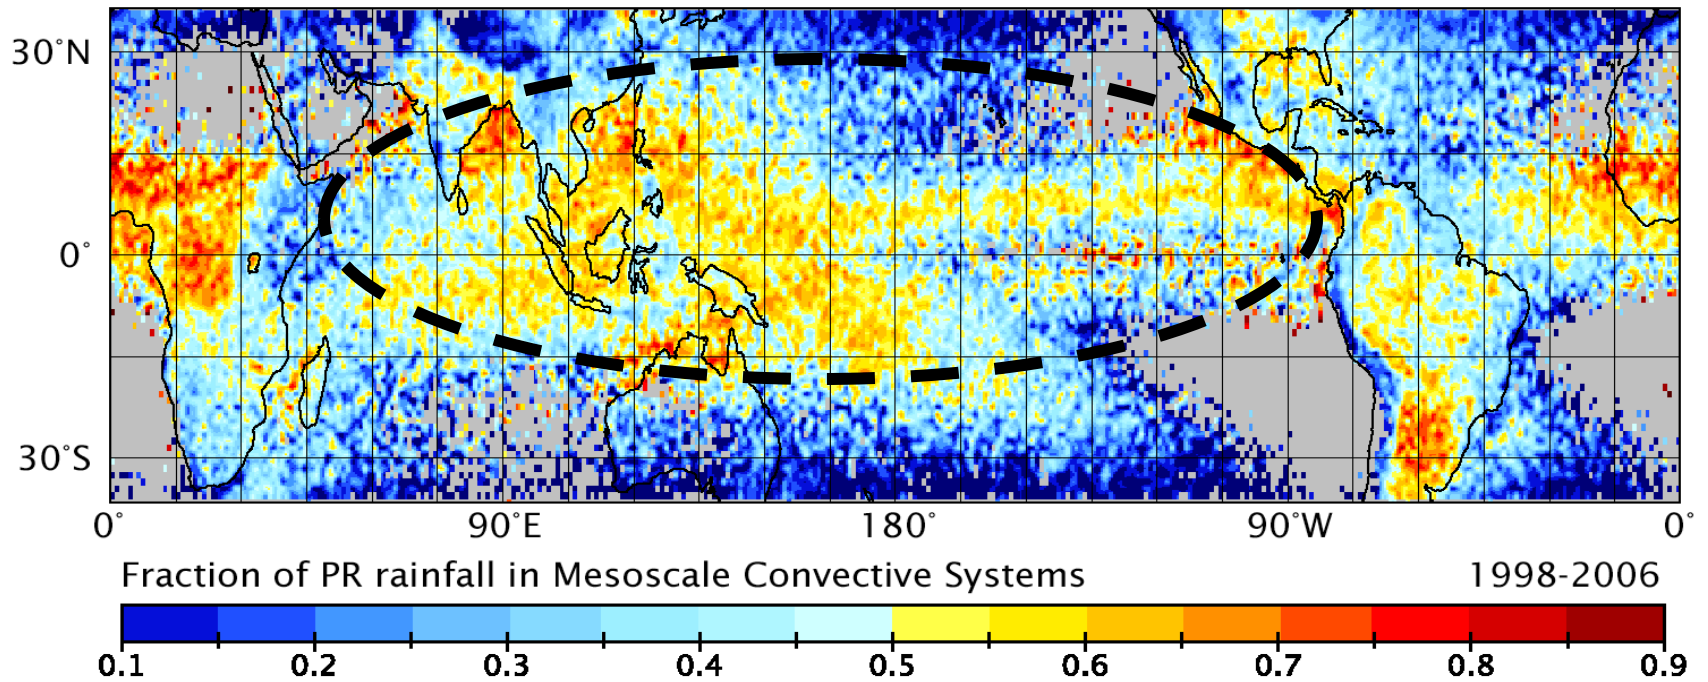 30°N
0°
30°S
0° 90°E 180° 90°W 0°
Fraction of PR rainfall in Mesoscale Convective Systems 1998-2006
0.1 0.2 0.3 0.4 0.5 0.6 0.7 0.8 0.9